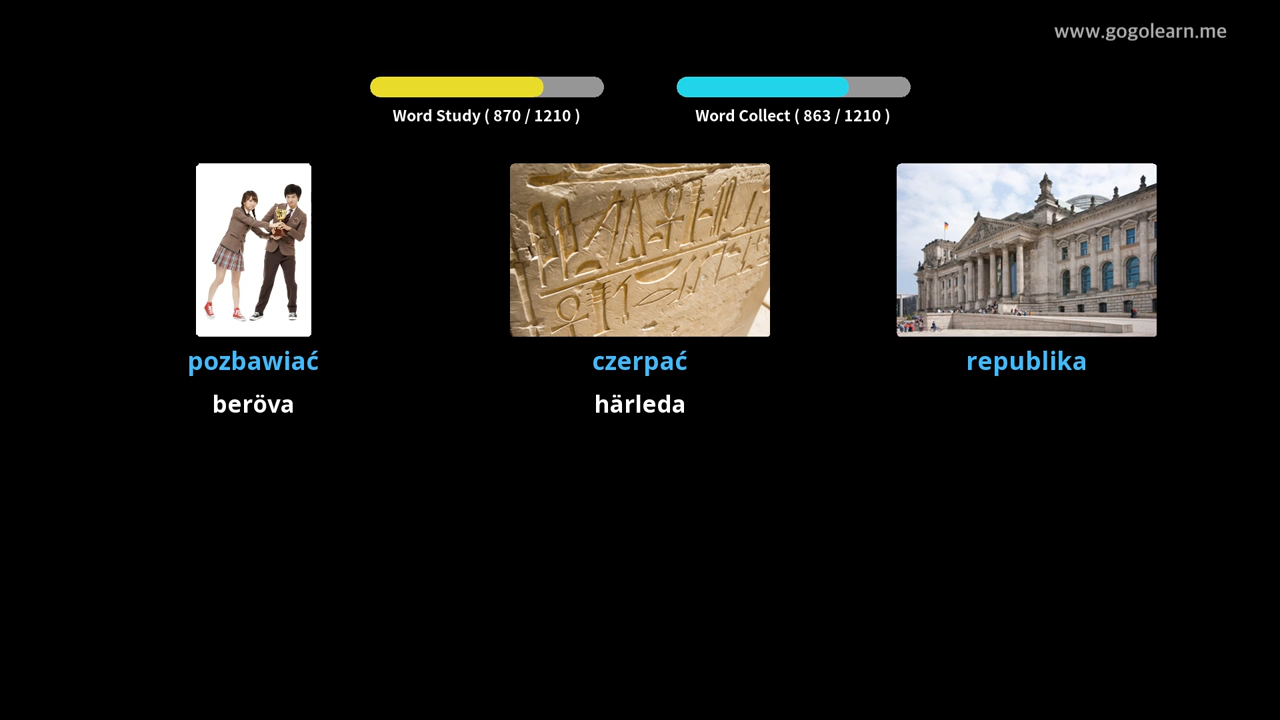 www.gogolearn.me
Word Study ( 870 / 1210 )
Word Collect ( 863 / 1210 )
pozbawiać
czerpać
republika
beröva
härleda